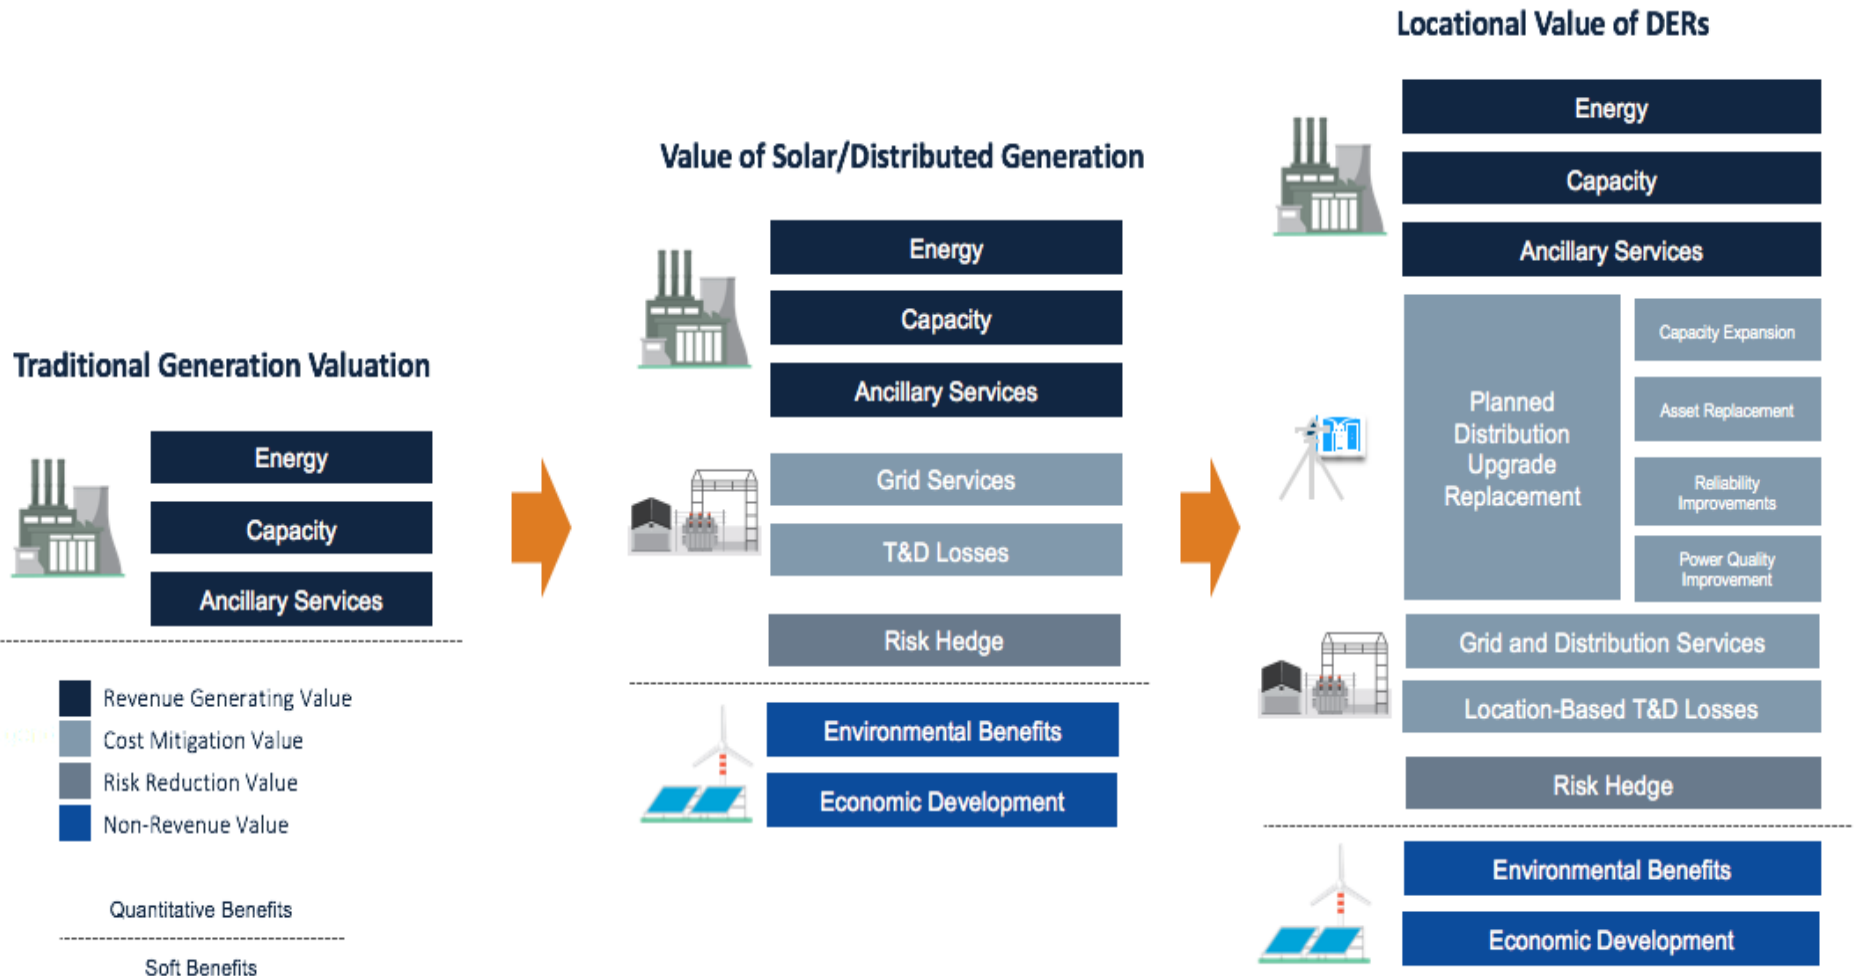 Traditional Generation Valuation
Energy
Capacity
Ancillary Services
Revenue Generating Value
Cost Mitigation Value
Risk Reduction Value
Non-Revenue Value
Quantitative Benefits
Soft Benefits
Value of Solar/Distributed Generation
Energy
Capacity
Ancillary Services
Grid Services
T&D Losses
Risk Hedge
Environmental Benefits
Economic Development
Locational Value of DERs
Energy
Capacity
Ancillary Services
Planned
Distribution
Upgrade
Replacement
Capacity Expansion
Asset Replacement
Reliability
Improvements
Power Quality
Improvement
Grid and Distribution Services
Location-Based T&D Losses
Risk Hedge
Environmental Benefits
Economic Development